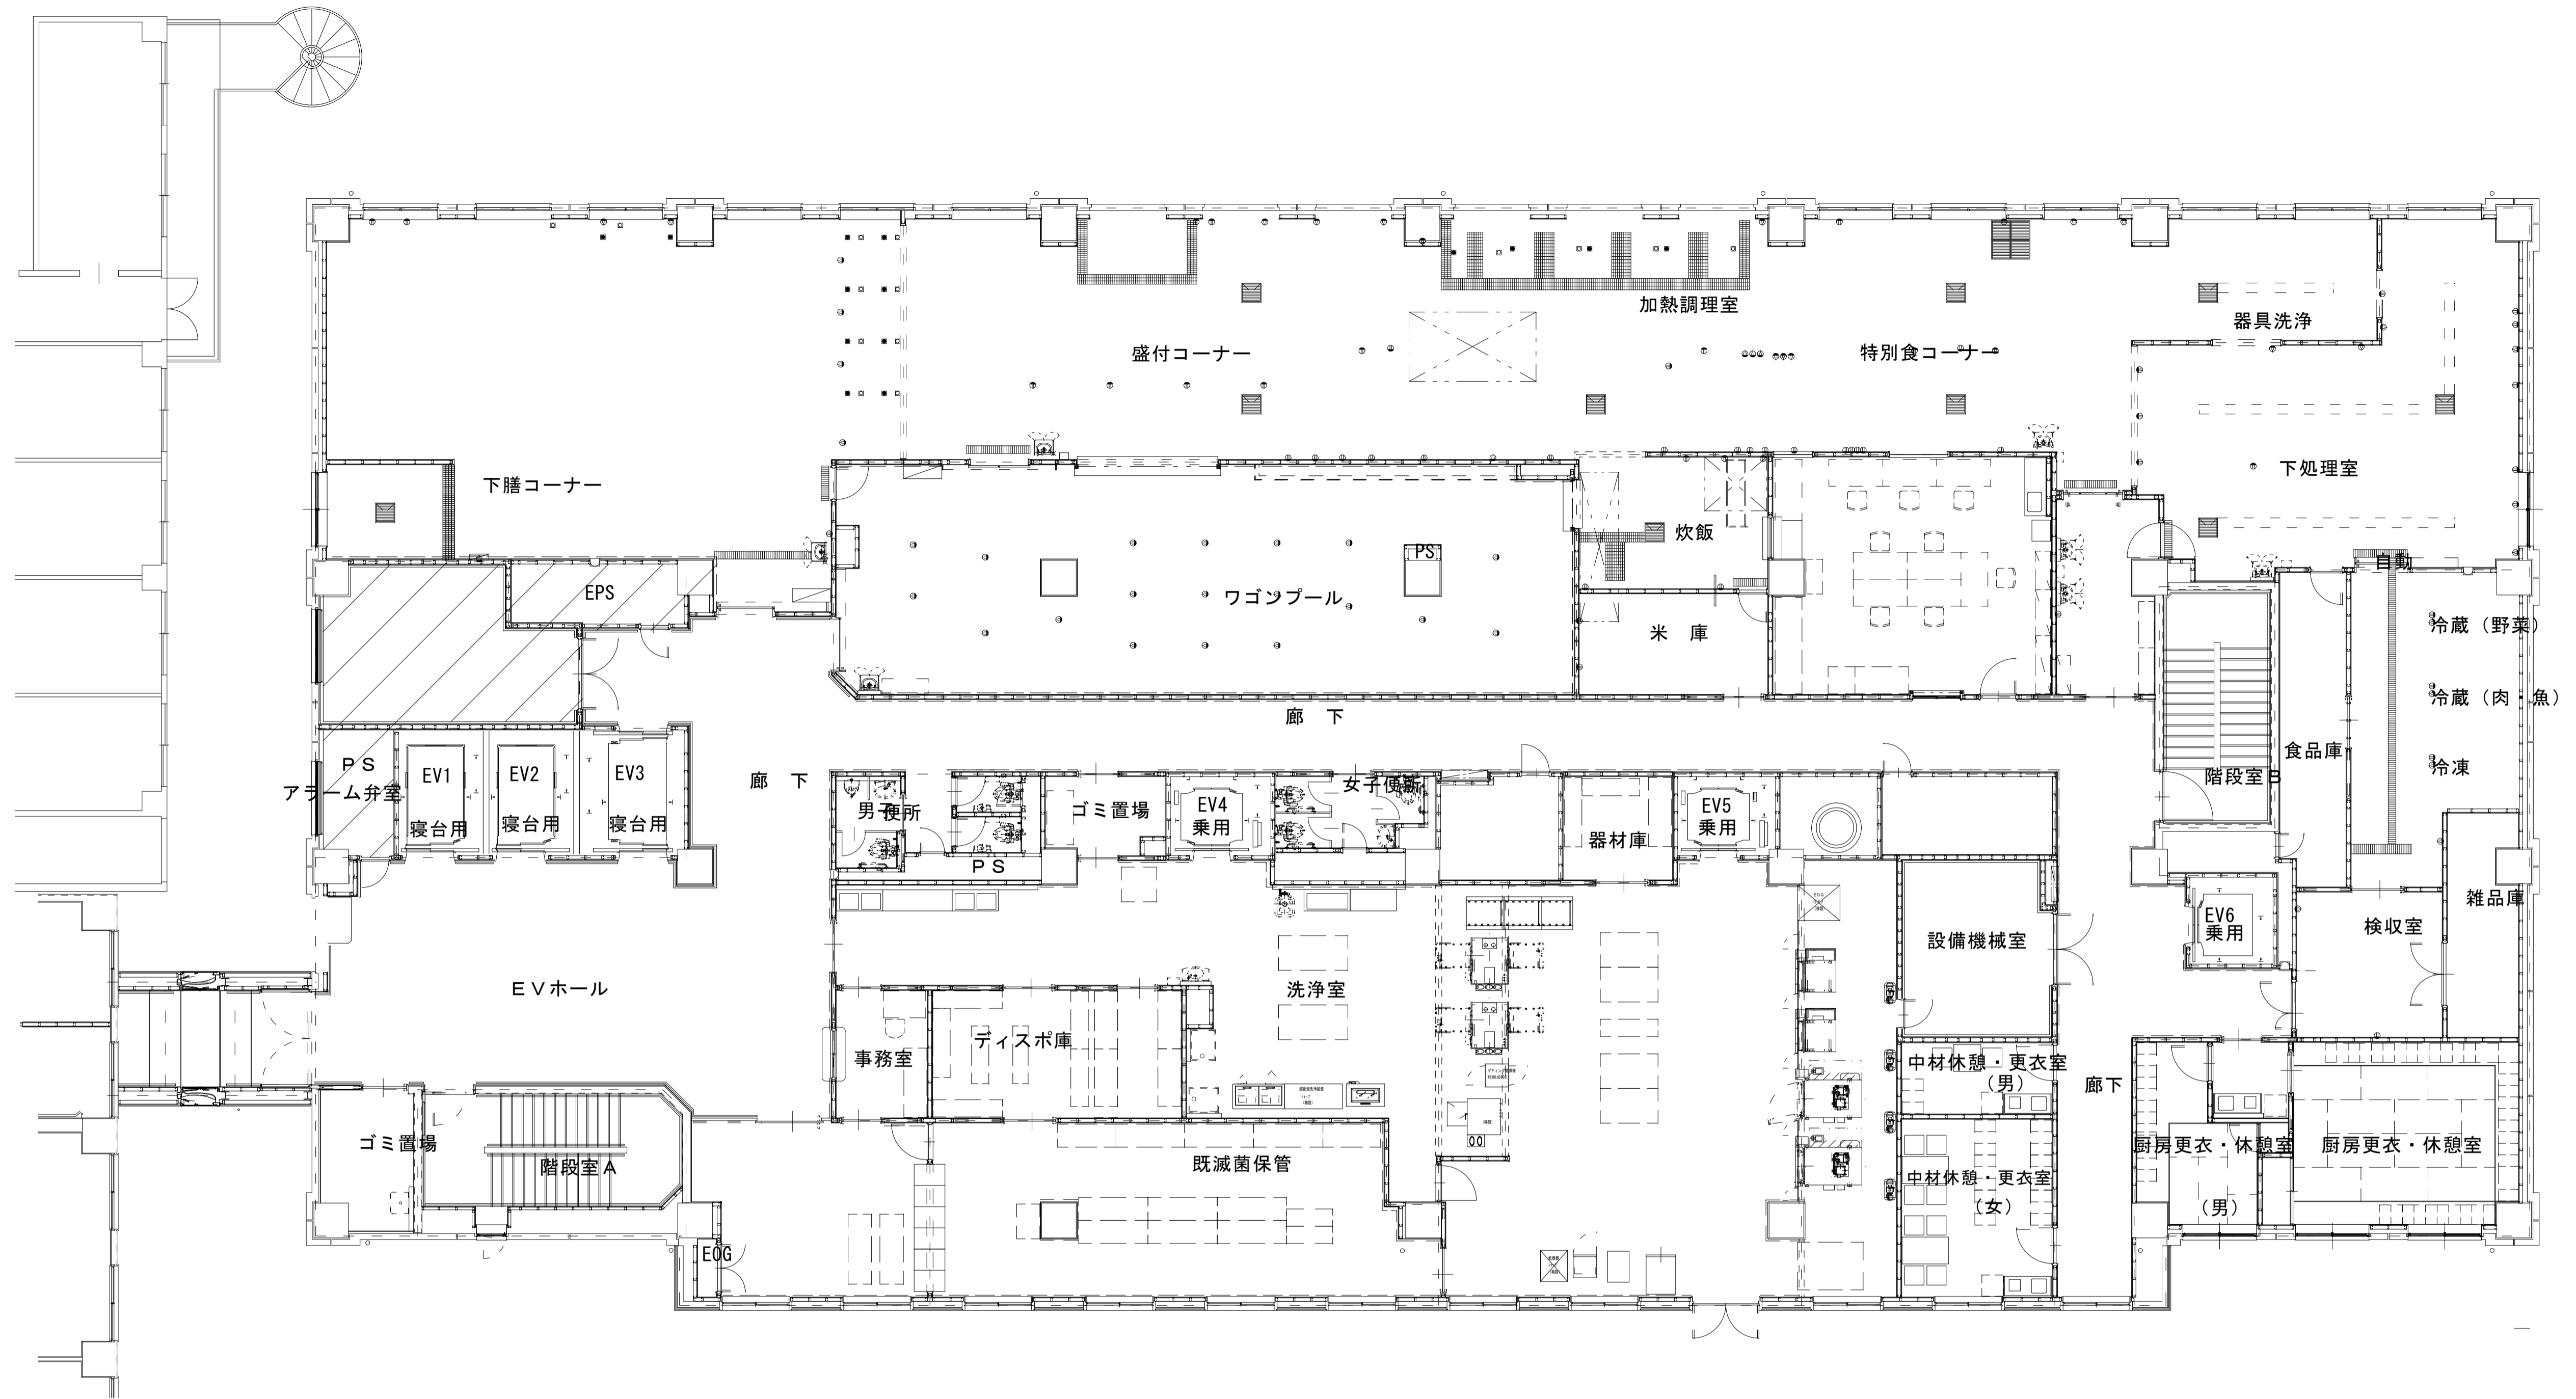 加熱調理室
器具洗浄
盛付コーナー
特別食コーナー
下処理室
下膳コーナー
炊飯
PS
自動
EPS
ワゴンプール
米 庫
冷蔵（野菜）
冷蔵（肉・魚）
廊 下
食品庫
PS
アラーム弁室
EV1
寝台用
EV2
寝台用
EV3
寝台用
廊 下
男子便所
ゴミ置場
EV4
乗用
女子便所
器材庫
EV5
乗用
階段室B
冷凍
PS
雑品庫
EV6
乗用
検収室
設備機械室
EVホール
洗浄室
事務室
ディスポ庫
中材休憩・更衣室
（男）
廊下
ゴミ置場
階段室A
既滅菌保管
中材休憩・更衣室
（女）
厨房更衣・休憩室
（男）
厨房更衣・休憩室
EOG